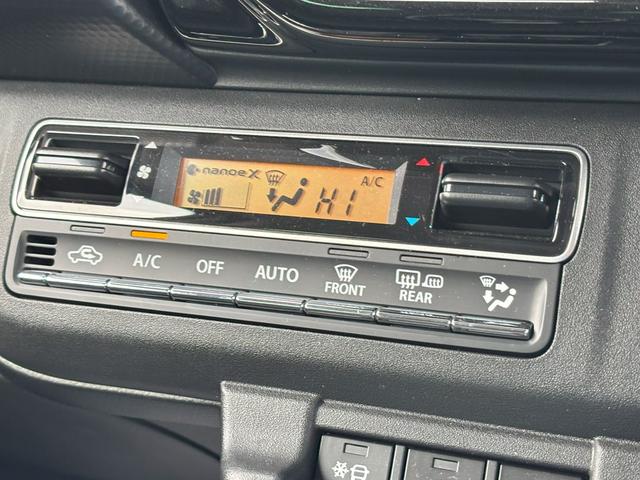 nanoeX
A/C
HI
A/C
OFF
AUTO
FRONT
REAR